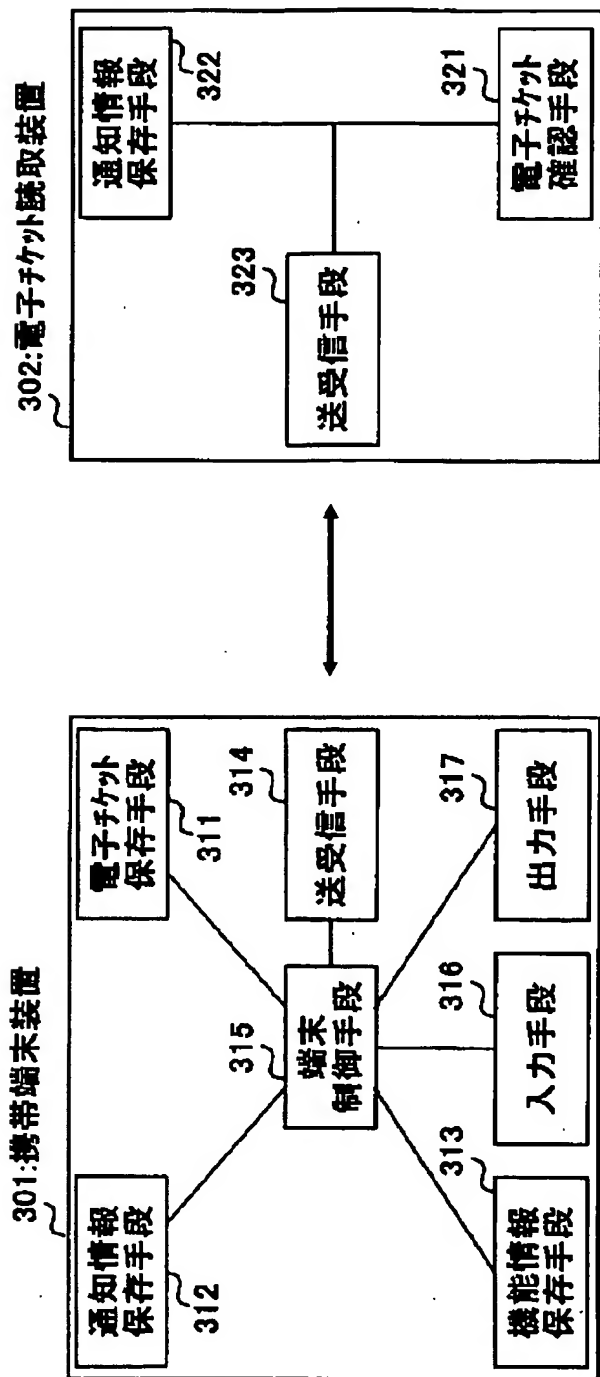 301:携帯端末装置
通知情報
保存手段
312
電子チケット
保存手段
311
端末
制御手段
315
送受信手段
314
機能情報
保存手段
313
入力手段
316
出力手段
317
302:電子チケット読取装置
通知情報
保存手段
322
送受信手段
323
電子チケット
確認手段
321